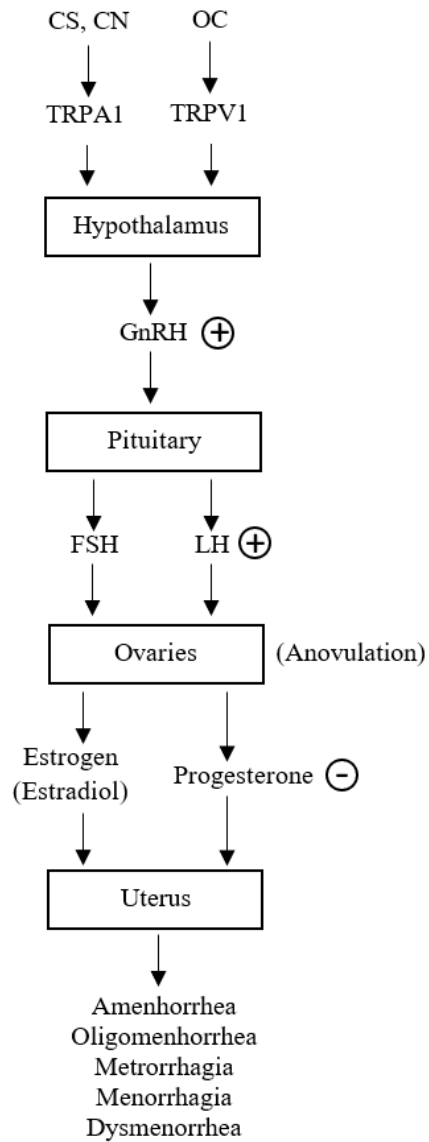 CS, CN OC
TRPA1 TRPV1
Hypothalamus
GnRH +
Pituitary
FSH LH +
Ovaries (Anovulation)
Estrogen
(Estradiol)
Progesterone -
Uterus
Amenhorrhea
Oligomenhorrhea
Metrorrhagia
Menorrhagia
Dysmenorrhea